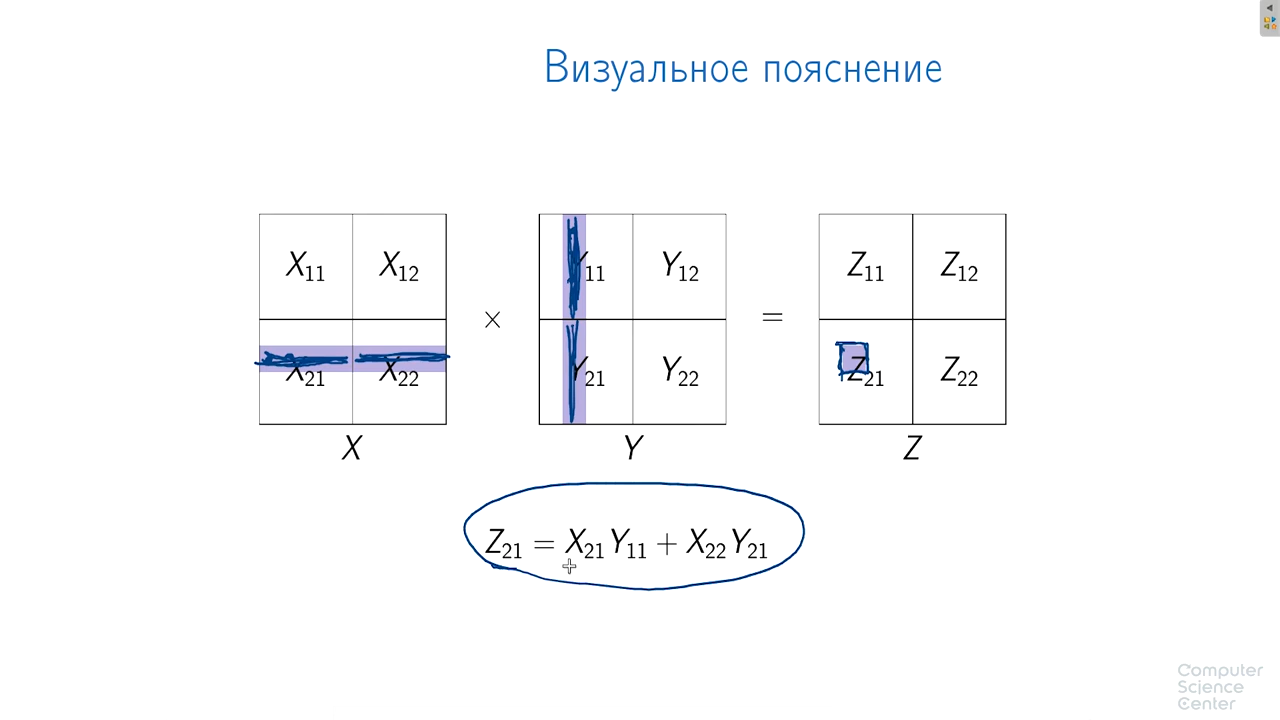 Визуальное пояснение
X₁₁ X₁₂ Y₁₁ Y₁₂ Z₁₁ Z₁₂
× =
X₂₁ X₂₂ Y₂₁ Y₂₂ Z₂₁ Z₂₂
X Y Z
Z₂₁ = X₂₁Y₁₁ + X₂₂Y₂₁
Computer
Science
Center